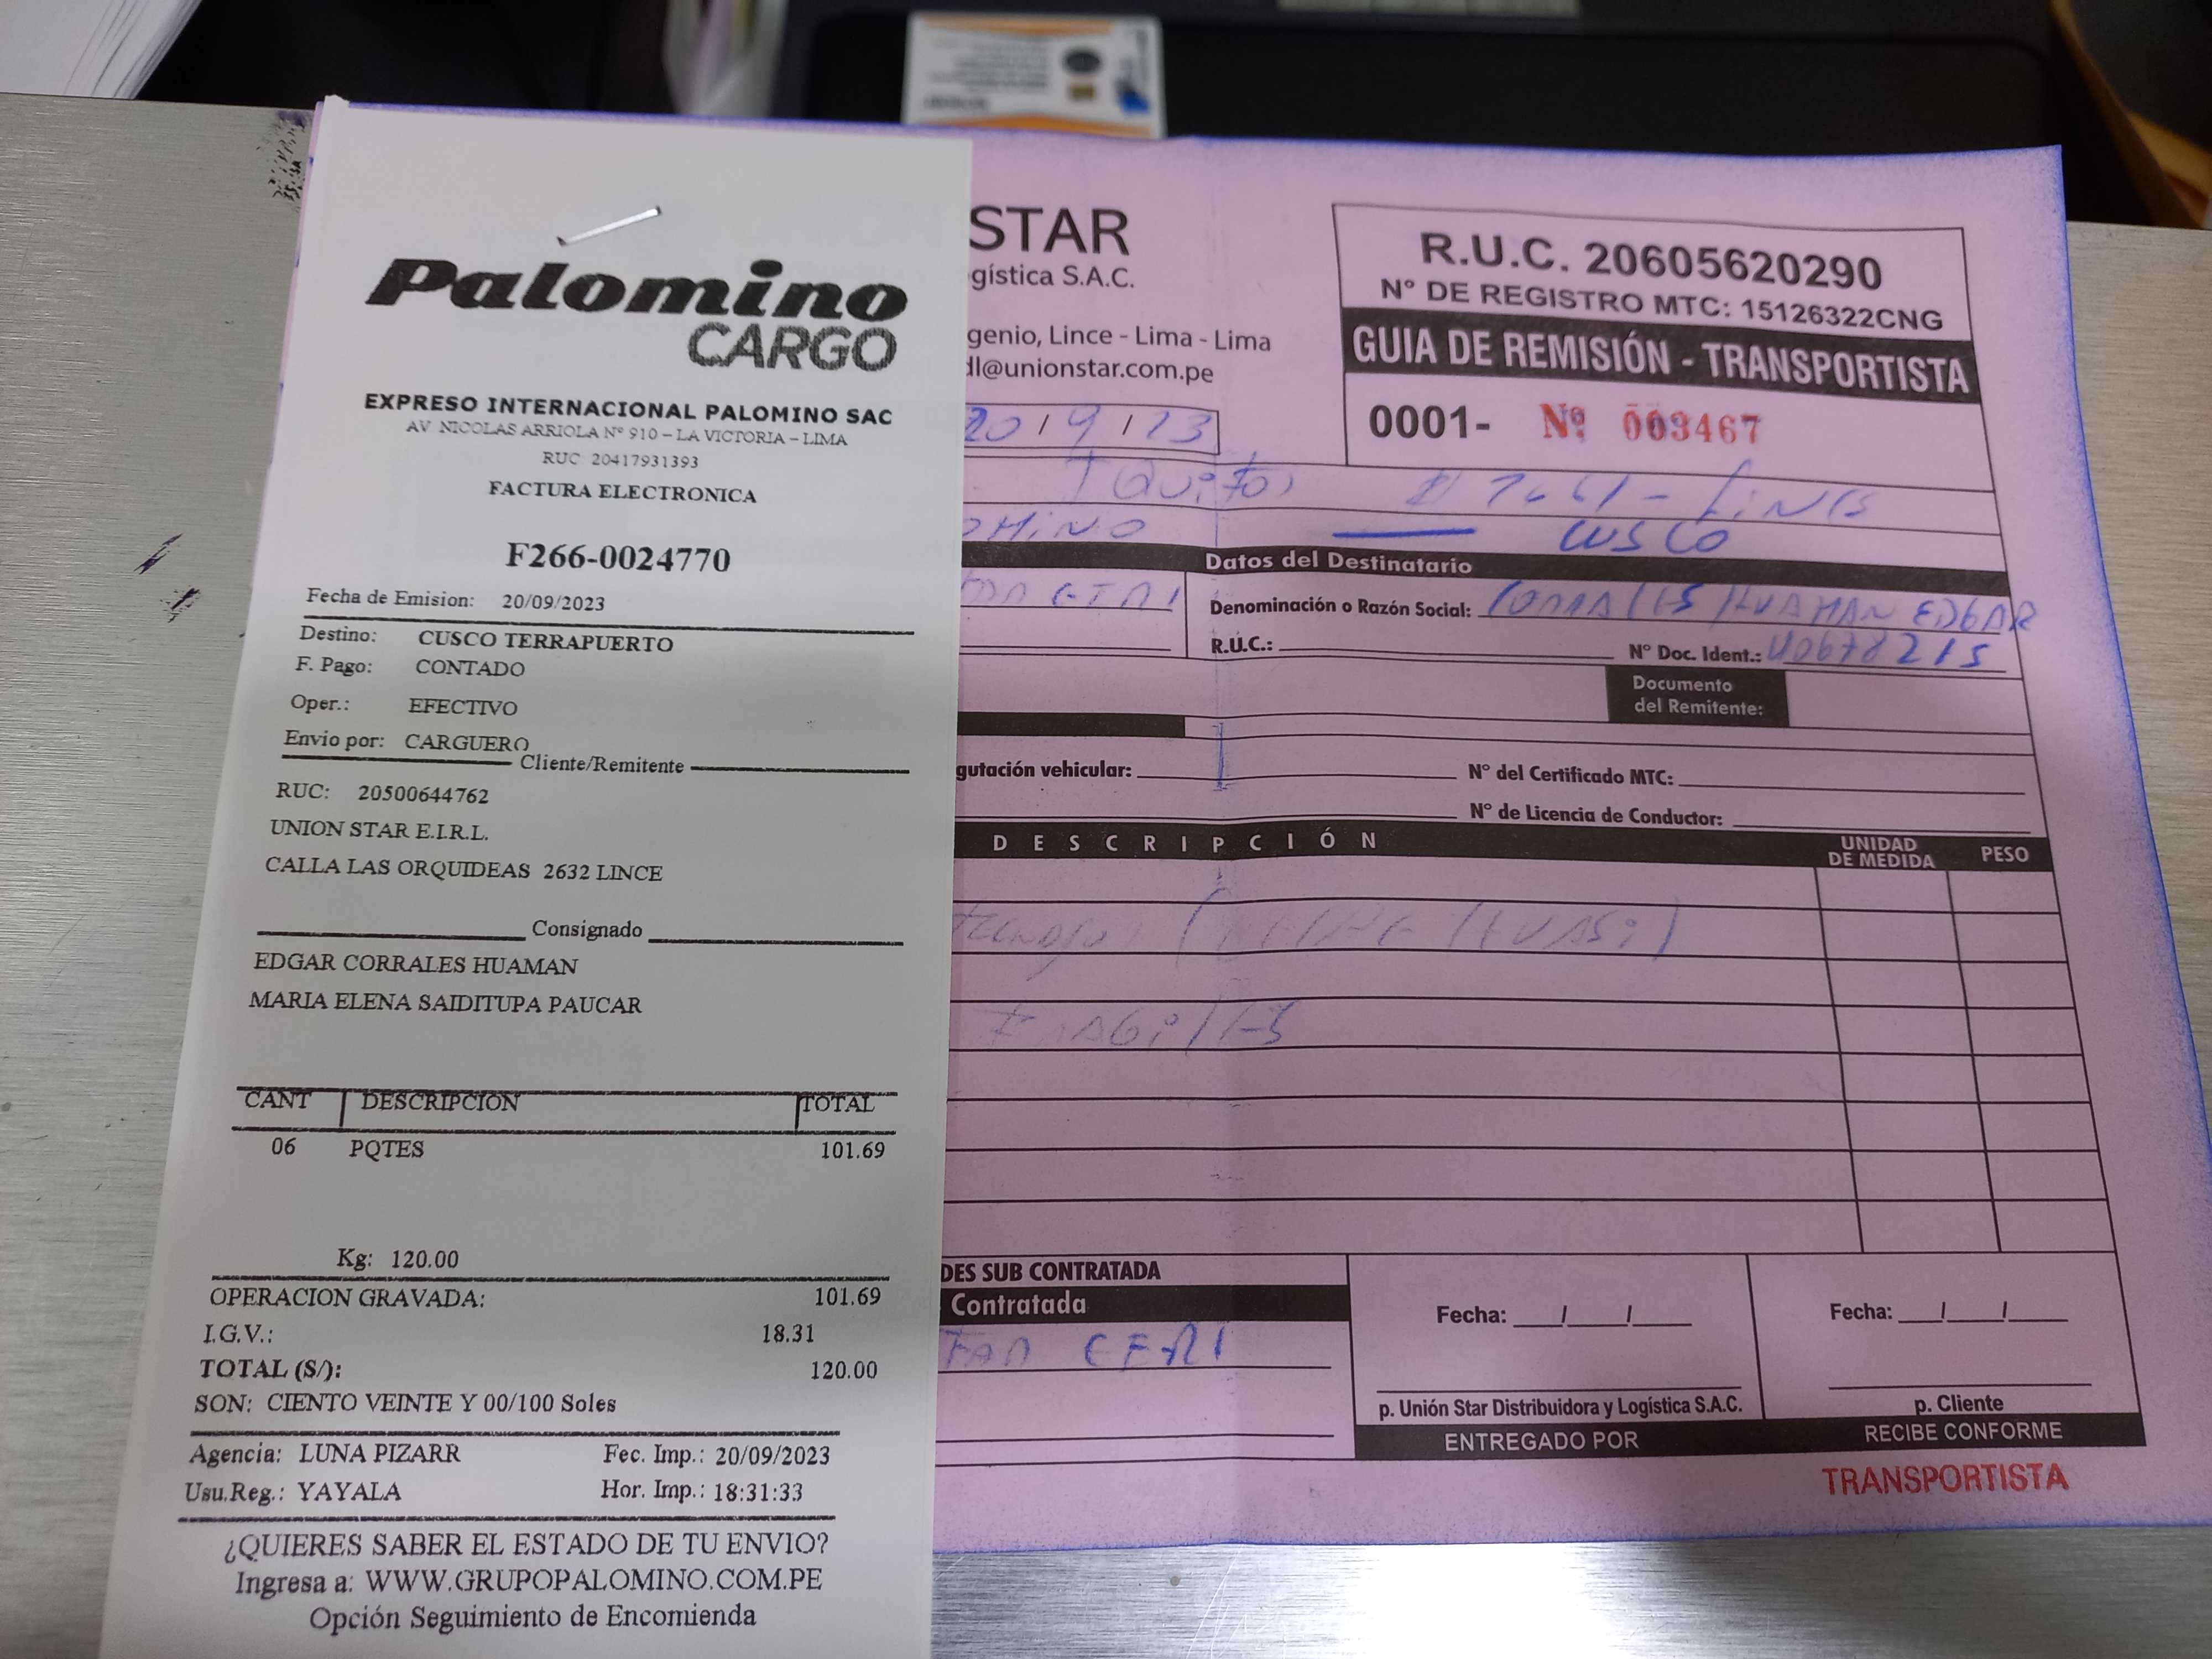 Palomino
CARGO
EXPRESO INTERNACIONAL PALOMINO SAC
AV NICOLAS ARRIOLA Nº 910 – LA VICTORIA – LIMA
RUC 20417931393
FACTURA ELECTRONICA
F266-0024770
Fecha de Emision: 20/09/2023
Destino: CUSCO TERRAPUERTO
F. Pago: CONTADO
Oper.: EFECTIVO
Envio por: CARGUERO
Cliente/Remitente
RUC: 20500644762
UNION STAR E.I.R.L.
CALLA LAS ORQUIDEAS 2632 LINCE
Consignado
EDGAR CORRALES HUAMAN
MARIA ELENA SAIDITUPA PAUCAR
CANT DESCRIPCION TOTAL
06 PQTES 101.69
Kg: 120.00
OPERACION GRAVADA: 101.69
I.G.V.: 18.31
TOTAL (S/): 120.00
SON: CIENTO VEINTE Y 00/100 Soles
Agencia: LUNA PIZARR Fec. Imp.: 20/09/2023
Usu.Reg.: YAYALA Hor. Imp.: 18:31:33
¿QUIERES SABER EL ESTADO DE TU ENVIO?
Ingresa a: WWW.GRUPOPALOMINO.COM.PE
Opción Seguimiento de Encomienda
STAR
gística S.A.C.
genio, Lince - Lima - Lima
dl@unionstar.com.pe
20/9/23
R.U.C. 20605620290
Nº DE REGISTRO MTC: 15126322CNG
GUIA DE REMISIÓN - TRANSPORTISTA
0001- Nº 003467
OMINO CUSCO
Datos del Destinatario
Denominación o Razón Social: CORRALES HUAMAN EDGAR
R.U.C.: Nº Doc. Ident.: 40678215
Documento
del Remitente:
gutación vehicular: Nº del Certificado MTC:
Nº de Licencia de Conductor:
DESCRIPCIÓN UNIDAD DE MEDIDA PESO
FRAGILES
DES SUB CONTRATADA
Contratada
Fecha: / / Fecha: / /
p. Unión Star Distribuidora y Logística S.A.C. p. Cliente
ENTREGADO POR RECIBE CONFORME
TRANSPORTISTA